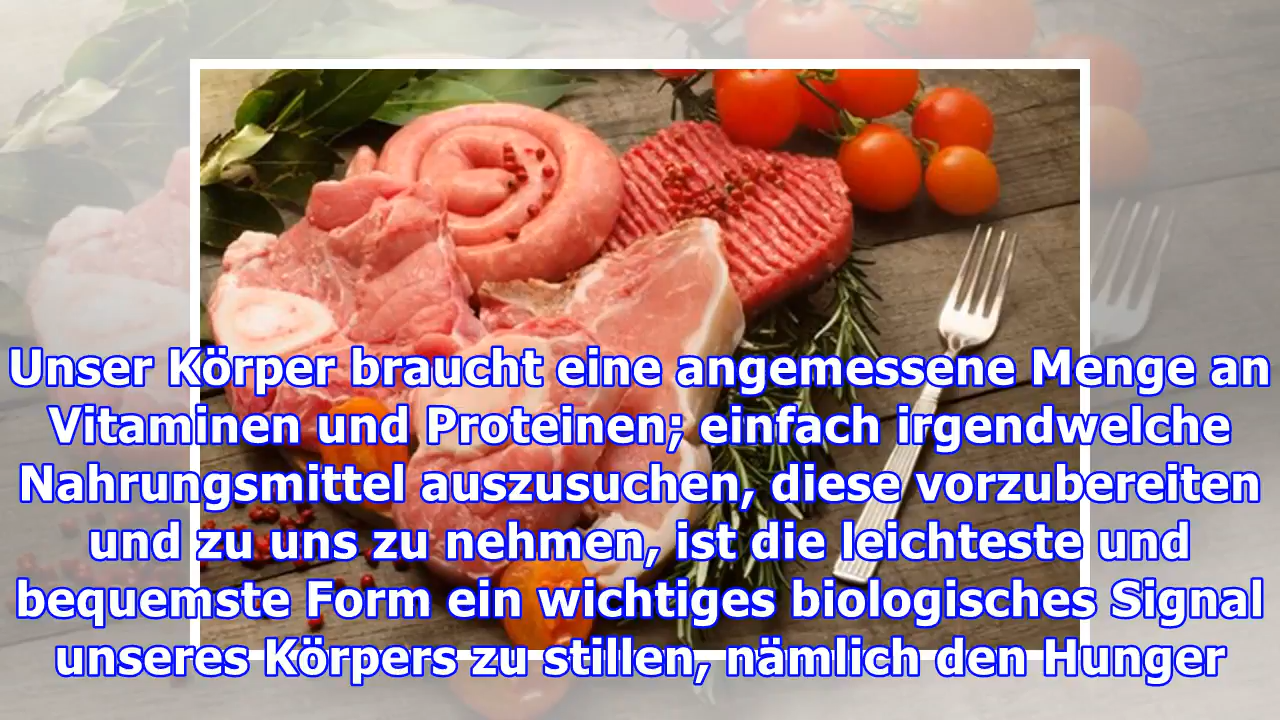 Unser Körper braucht eine angemessene Menge an
Vitaminen und Proteinen; einfach irgendwelche
Nahrungsmittel auszusuchen, diese vorzubereiten
und zu uns zu nehmen, ist die leichteste und
bequemste Form ein wichtiges biologisches Signal
unseres Körpers zu stillen, nämlich den Hunger